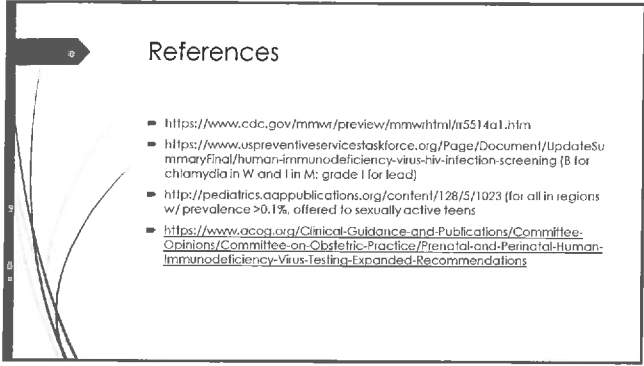 References
https://www.cdc.gov/mmwr/preview/mmwrhtml/rr5514a1.htm
https://www.uspreventiveservicestaskforce.org/Page/Document/UpdateSu
mmaryFinal/human-immunodeficiency-virus-hiv-infection-screening (B for
chlamydia in W and I in M; grade I for lead)
http://pediatrics.aappublications.org/content/128/5/1023 (for all in regions
w/ prevalence >0.1%, offered to sexually active teens
https://www.acog.org/Clinical-Guidance-and-Publications/Committee-
Opinions/Committee-on-Obstetric-Practice/Prenatal-and-Perinatal-Human-
Immunodeficiency-Virus-Testing-Expanded-Recommendations